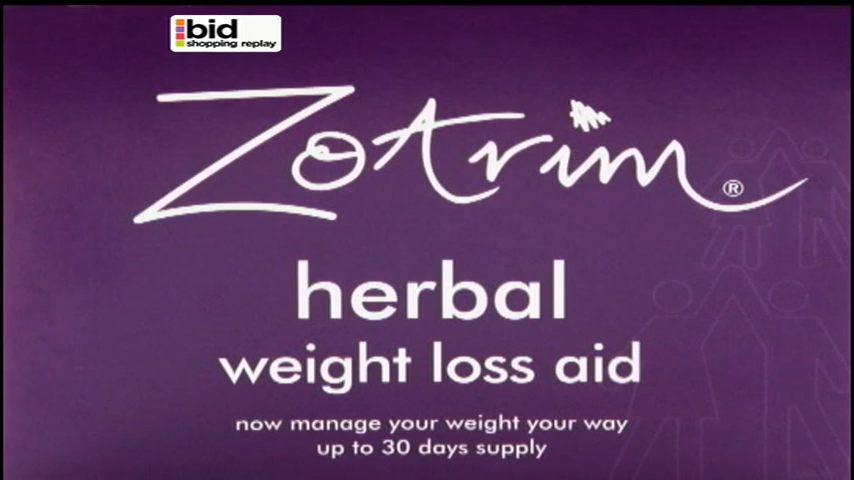 bid
shopping replay
Zotrim®
herbal
weight loss aid
now manage your weight your way
up to 30 days supply